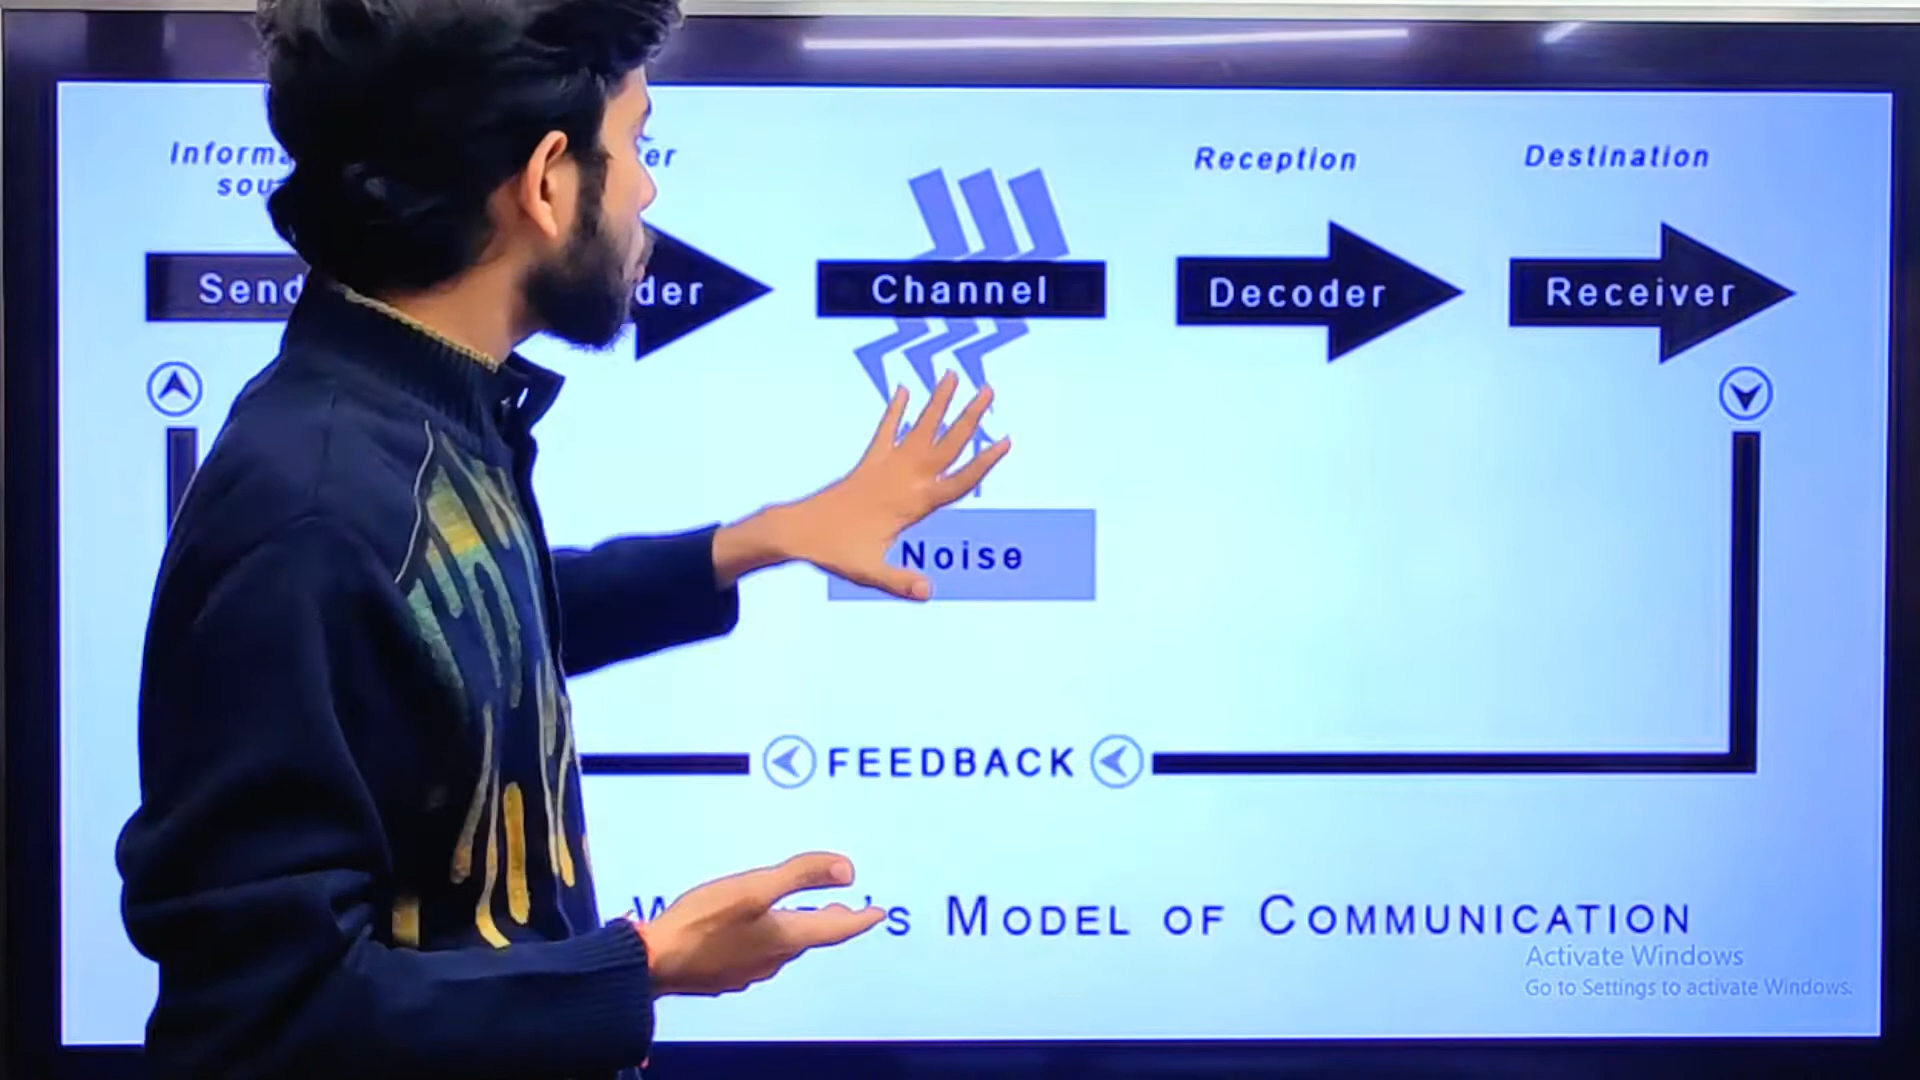 Reception
Destination
Channel
Decoder
Receiver
Noise
FEEDBACK
MODEL OF COMMUNICATION
Activate Windows
Go to Settings to activate Windows.